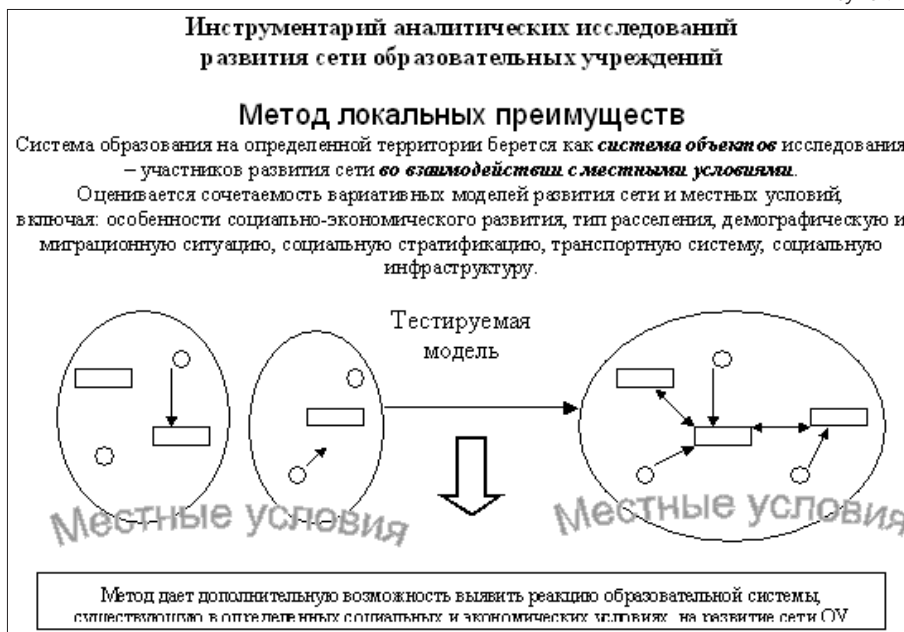 Инструментарий аналитических исследований
развития сети образовательных учреждений
Метод локальных преимуществ
Система образования на определенной территории берется как система объектов исследования
– участников развития сети во взаимодействии с местными условиями.
Оценивается сочетаемость вариативных моделей развития сети и местных условий,
включая: особенности социально-экономического развития, тип расселения, демографическую и
миграционную ситуацию, социальную стратификацию, транспортную систему, социальную
инфраструктуру.
Тестируемая
модель
Местные условия
Местные условия
Метод дает дополнительную возможность выявить реакцию образовательной системы,
существующую в определенных социальных и экономических условиях, на развитие сети ОУ